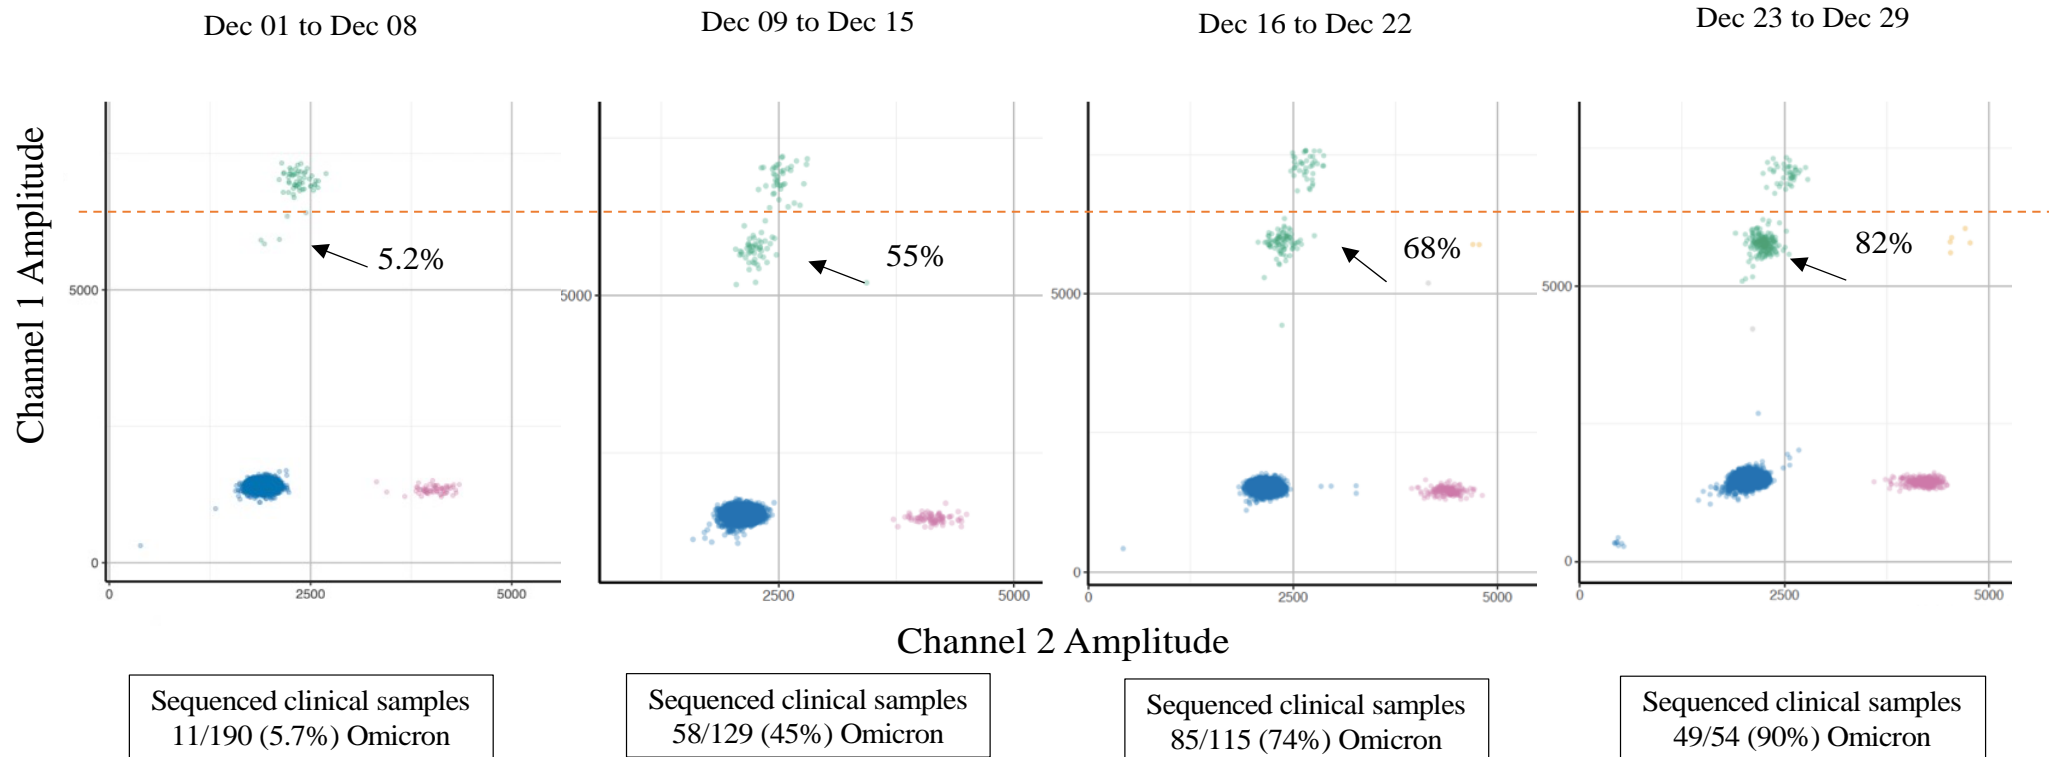 Dec 01 to Dec 08
Dec 09 to Dec 15
Dec 16 to Dec 22
Dec 23 to Dec 29
Channel 1 Amplitude
5.2%
55%
68%
82%
5000
5000
5000
5000
0
0
0
0
2500
5000
2500
5000
0
2500
5000
0
2500
5000
Channel 2 Amplitude
Sequenced clinical samples
11/190 (5.7%) Omicron
Sequenced clinical samples
58/129 (45%) Omicron
Sequenced clinical samples
85/115 (74%) Omicron
Sequenced clinical samples
49/54 (90%) Omicron